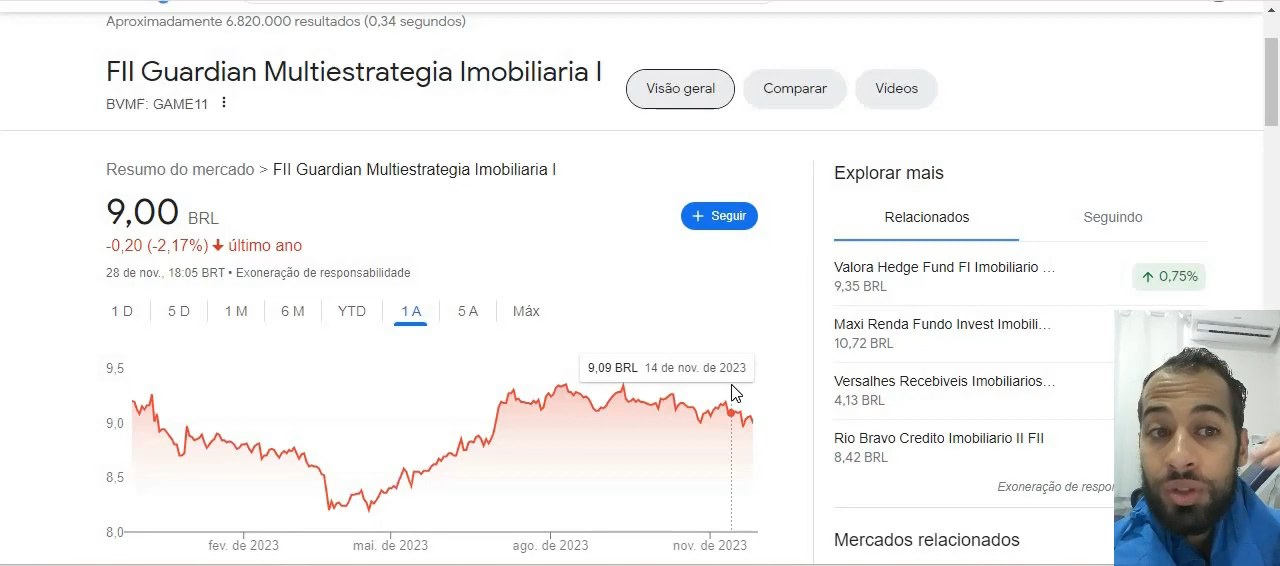 Aproximadamente 6.820.000 resultados (0,34 segundos)
FII Guardian Multiestrategia Imobiliaria I
BVMF: GAME11
Visão geral
Comparar
Vídeos
Resumo do mercado > FII Guardian Multiestrategia Imobiliaria I
9,00 BRL
+ Seguir
-0,20 (-2,17%) ↓ último ano
28 de nov., 18:05 BRT • Exoneração de responsabilidade
1 D
5 D
1 M
6 M
YTD
1 A
5 A
Máx
9,09 BRL 14 de nov. de 2023
9,5
9,0
8,5
8,0
fev. de 2023
mai. de 2023
ago. de 2023
nov. de 2023
Explorar mais
Relacionados
Seguindo
Valora Hedge Fund FI Imobiliario ...
9,35 BRL
↑ 0,75%
Maxi Renda Fundo Invest Imobili...
10,72 BRL
Versalhes Recebiveis Imobiliarios...
4,13 BRL
Rio Bravo Credito Imobiliario II FII
8,42 BRL
Exoneração de respon
Mercados relacionados